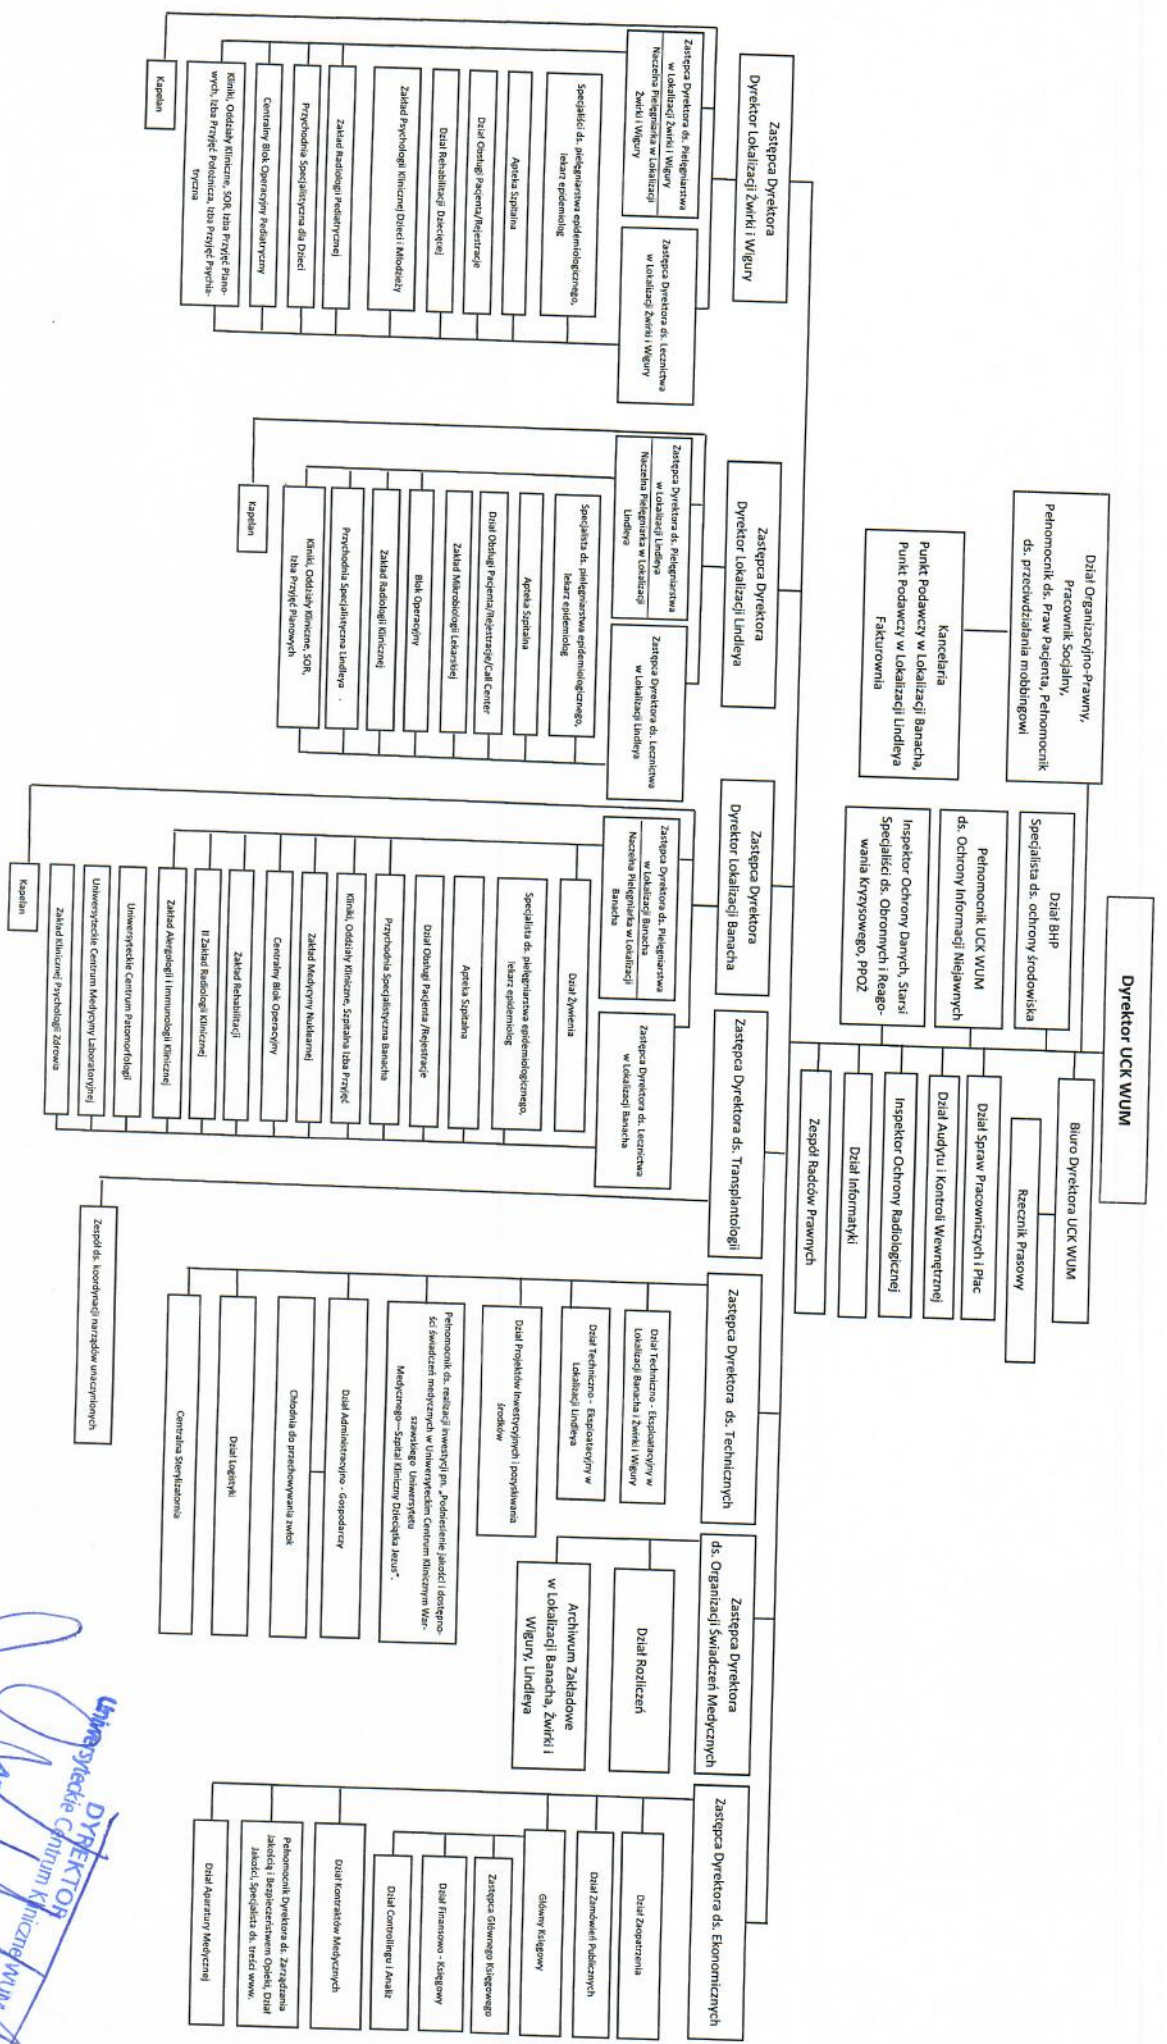 Dyrektor UCK WUM
Dział Organizacyjno-Prawny,
Pracownik Socjalny,
Pełnomocnik ds. Praw Pacjenta, Pełnomocnik
ds. przeciwdziałania mobbingowi
Kancelaria
Punkt Podawczy w Lokalizacji Banacha,
Punkt Podawczy w Lokalizacji Lindleya
Fakturownia
Dział BHP
Specjalista ds. ochrony środowiska
Pełnomocnik UCK WUM
ds. Ochrony Informacji Niejawnych
Inspektor Ochrony Danych, Starsi
Specjaliści ds. Obronnych i Reago-
wania Kryzysowego, PPOŻ
Biuro Dyrektora UCK WUM
Rzecznik Prasowy
Dział Spraw Pracowniczych i Płac
Dział Audytu i Kontroli Wewnętrznej
Inspektor Ochrony Radiologicznej
Dział Informatyki
Zespół Radców Prawnych
Zastępca Dyrektora
Dyrektor Lokalizacji Żwirki i Wigury
Zastępca Dyrektora ds. Pielęgniarstwa
w Lokalizacji Żwirki i Wigury
Naczelna Pielęgniarka w Lokalizacji
Żwirki i Wigury
Zastępca Dyrektora ds. Lecznictwa
w Lokalizacji Żwirki i Wigury
Specjaliści ds. pielęgniarstwa epidemiologicznego,
lekarz epidemiolog
Apteka Szpitalna
Dział Obsługi Pacjenta/Rejestracje
Dział Rehabilitacji Dziecięcej
Zakład Psychologii Klinicznej Dzieci i Młodzieży
Zakład Radiologii Pediatrycznej
Przychodnia Specjalistyczna dla Dzieci
Centralny Blok Operacyjny Pediatryczny
Kliniki, Oddziały Kliniczne, SOR, Izba Przyjęć Plano-
wych, Izba Przyjęć Położnicza, Izba Przyjęć Psychia-
tryczna
Kapelan
Zastępca Dyrektora
Dyrektor Lokalizacji Lindleya
Zastępca Dyrektora ds. Pielęgniarstwa
w Lokalizacji Lindleya
Naczelna Pielęgniarka w Lokalizacji
Lindleya
Zastępca Dyrektora ds. Lecznictwa
w Lokalizacji Lindleya
Specjalista ds. pielęgniarstwa epidemiologicznego,
lekarz epidemiolog
Apteka Szpitalna
Dział Obsługi Pacjenta/Rejestracje/Call Center
Zakład Mikrobiologii Lekarskiej
Blok Operacyjny
Zakład Radiologii Klinicznej
Przychodnia Specjalistyczna Lindleya
Kliniki, Oddziały Kliniczne, SOR,
Izba Przyjęć Planowych
Kapelan
Zastępca Dyrektora
Dyrektor Lokalizacji Banacha
Zastępca Dyrektora ds. Pielęgniarstwa
w Lokalizacji Banacha
Naczelna Pielęgniarka w Lokalizacji
Banacha
Zastępca Dyrektora ds. Lecznictwa
w Lokalizacji Banacha
Dział Żywienia
Specjalista ds. pielęgniarstwa epidemiologicznego,
lekarz epidemiolog
Apteka Szpitalna
Dział Obsługi Pacjenta /Rejestracje
Przychodnia Specjalistyczna Banacha
Kliniki, Oddziały Kliniczne, Szpitalna Izba Przyjęć
Zakład Medycyny Nuklearnej
Centralny Blok Operacyjny
Zakład Rehabilitacji
II Zakład Radiologii Klinicznej
Zakład Alergologii i Immunologii Klinicznej
Uniwersyteckie Centrum Patomorfologii
Uniwersyteckie Centrum Medycyny Laboratoryjnej
Zakład Klinicznej Psychologii Zdrowia
Kapelan
Zastępca Dyrektora ds. Transplantologii
Zespół ds. koordynacji narządów unaczynionych
Zastępca Dyrektora ds. Technicznych
Dział Techniczno - Eksploatacyjny w
Lokalizacji Banacha i Żwirki i Wigury
Dział Techniczno - Eksploatacyjny w
Lokalizacji Lindleya
Dział Projektów Inwestycyjnych i pozyskiwania
środków
Pełnomocnik ds. realizacji inwestycji pn. „Podniesienie jakości i dostępno-
ści świadczeń medycznych w Uniwersyteckim Centrum Klinicznym War-
szawskiego Uniwersytetu
Medycznego—Szpital Kliniczny Dzieciątka Jezus".
Dział Administracyjno - Gospodarczy
Chłodnia do przechowywania zwłok
Dział Logistyki
Centralna Sterylizatornia
Zastępca Dyrektora
ds. Organizacji Świadczeń Medycznych
Dział Rozliczeń
Archiwum Zakładowe
w Lokalizacji Banacha, Żwirki i
Wigury, Lindleya
Zastępca Dyrektora ds. Ekonomicznych
Dział Zaopatrzenia
Dział Zamówień Publicznych
Główny Księgowy
Zastępca Głównego Księgowego
Dział Finansowo - Księgowy
Dział Controllingu i Analiz
Dział Kontraktów Medycznych
Pełnomocnik Dyrektora ds. Zarządzania
Jakością i Bezpieczeństwem Opieki, Dział
Jakości, Specjalista ds. treści www.
Dział Aparatury Medycznej
DYREKTOR
Uniwersyteckie Centrum Kliniczne WUM